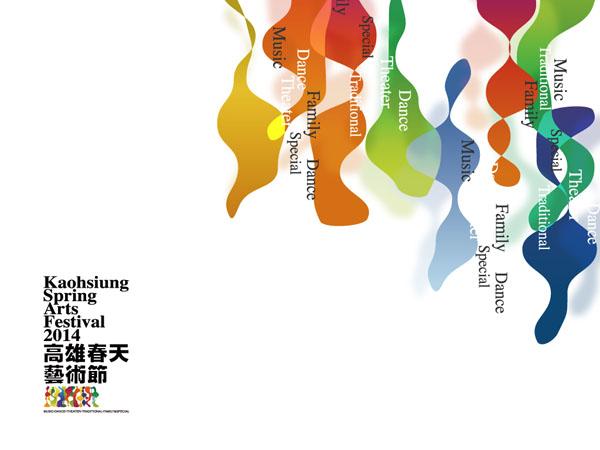 Special
Music
Theater
Dance
Traditional
Dance
Theater
Family
Special
Dance
Music
Family
Special
Dance
Music
Traditional
Family
Special
Theater
Traditional
Dance
Kaohsiung
Spring
Arts
Festival
2014
高雄春天
藝術節
MUSIC•DANCE•THEATER•TRADITIONAL•FAMILY&SPECIAL